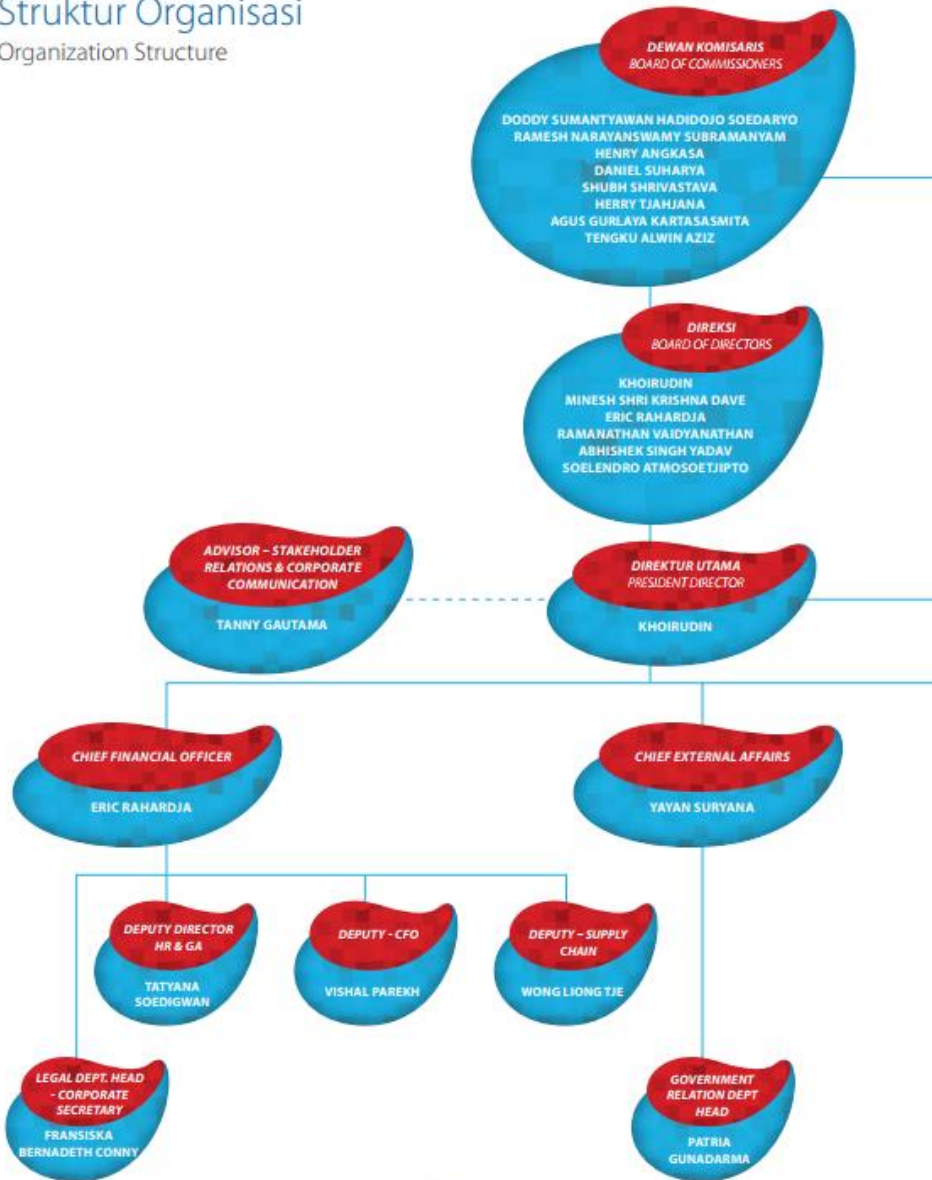 Struktur Organisasi
Organization Structure
DEWAN KOMISARIS
BOARD OF COMMISSIONERS
DODDY SUMANTYAWAN HADIDOJO SOEDARYO
RAMESH NARAYANSWAMY SUBRAMANYAM
HENRY ANGKASA
DANIEL SUHARYA
SHUBH SHRIVASTAVA
HERRY TJAHJANA
AGUS GURLAYA KARTASASMITA
TENGKU ALWIN AZIZ
DIREKSI
BOARD OF DIRECTORS
KHOIRUDIN
MINESH SHRI KRISHNA DAVE
ERIC RAHARDJA
RAMANATHAN VAIDYANATHAN
ABHISHEK SINGH YADAV
SOELENDRO ATMOSOETJIPTO
ADVISOR – STAKEHOLDER
RELATIONS & CORPORATE
COMMUNICATION
TANNY GAUTAMA
DIREKTUR UTAMA
PRESIDENT DIRECTOR
KHOIRUDIN
CHIEF FINANCIAL OFFICER
ERIC RAHARDJA
CHIEF EXTERNAL AFFAIRS
YAYAN SURYANA
DEPUTY DIRECTOR
HR & GA
TATYANA
SOEDIGWAN
DEPUTY - CFO
VISHAL PAREKH
DEPUTY – SUPPLY
CHAIN
WONG LIONG TJE
LEGAL DEPT. HEAD
- CORPORATE
SECRETARY
FRANSISKA
BERNADETH CONNY
GOVERNMENT
RELATION DEPT
HEAD
PATRIA
GUNADARMA